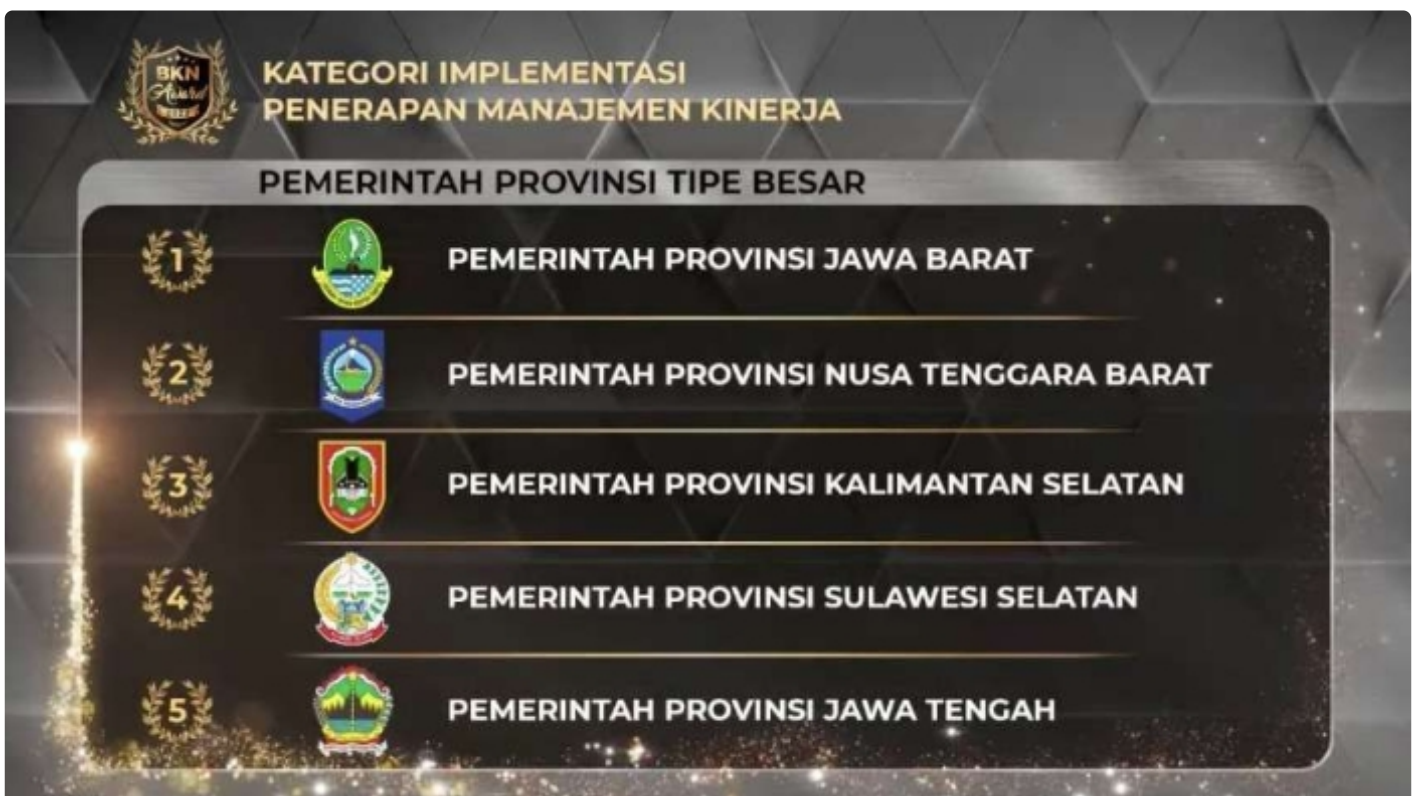 BKN
Award
KATEGORI IMPLEMENTASI
PENERAPAN MANAJEMEN KINERJA
PEMERINTAH PROVINSI TIPE BESAR
1
PEMERINTAH PROVINSI JAWA BARAT
2
PEMERINTAH PROVINSI NUSA TENGGARA BARAT
3
PEMERINTAH PROVINSI KALIMANTAN SELATAN
4
PEMERINTAH PROVINSI SULAWESI SELATAN
5
PEMERINTAH PROVINSI JAWA TENGAH